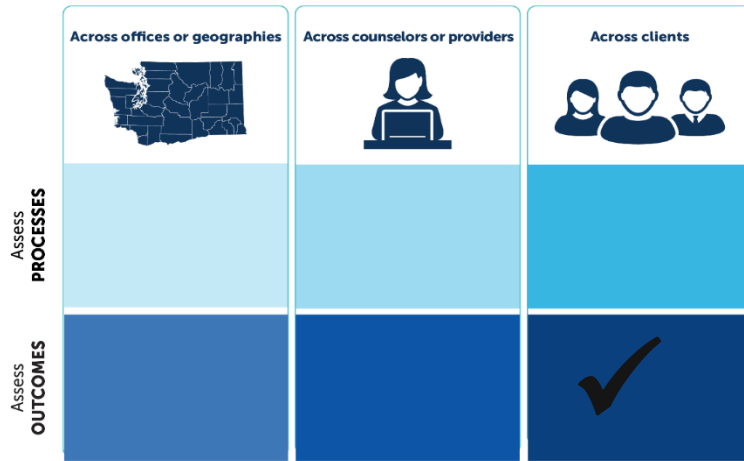 Across offices or geographies
Across counselors or providers
Across clients
Assess
PROCESSES
Assess
OUTCOMES